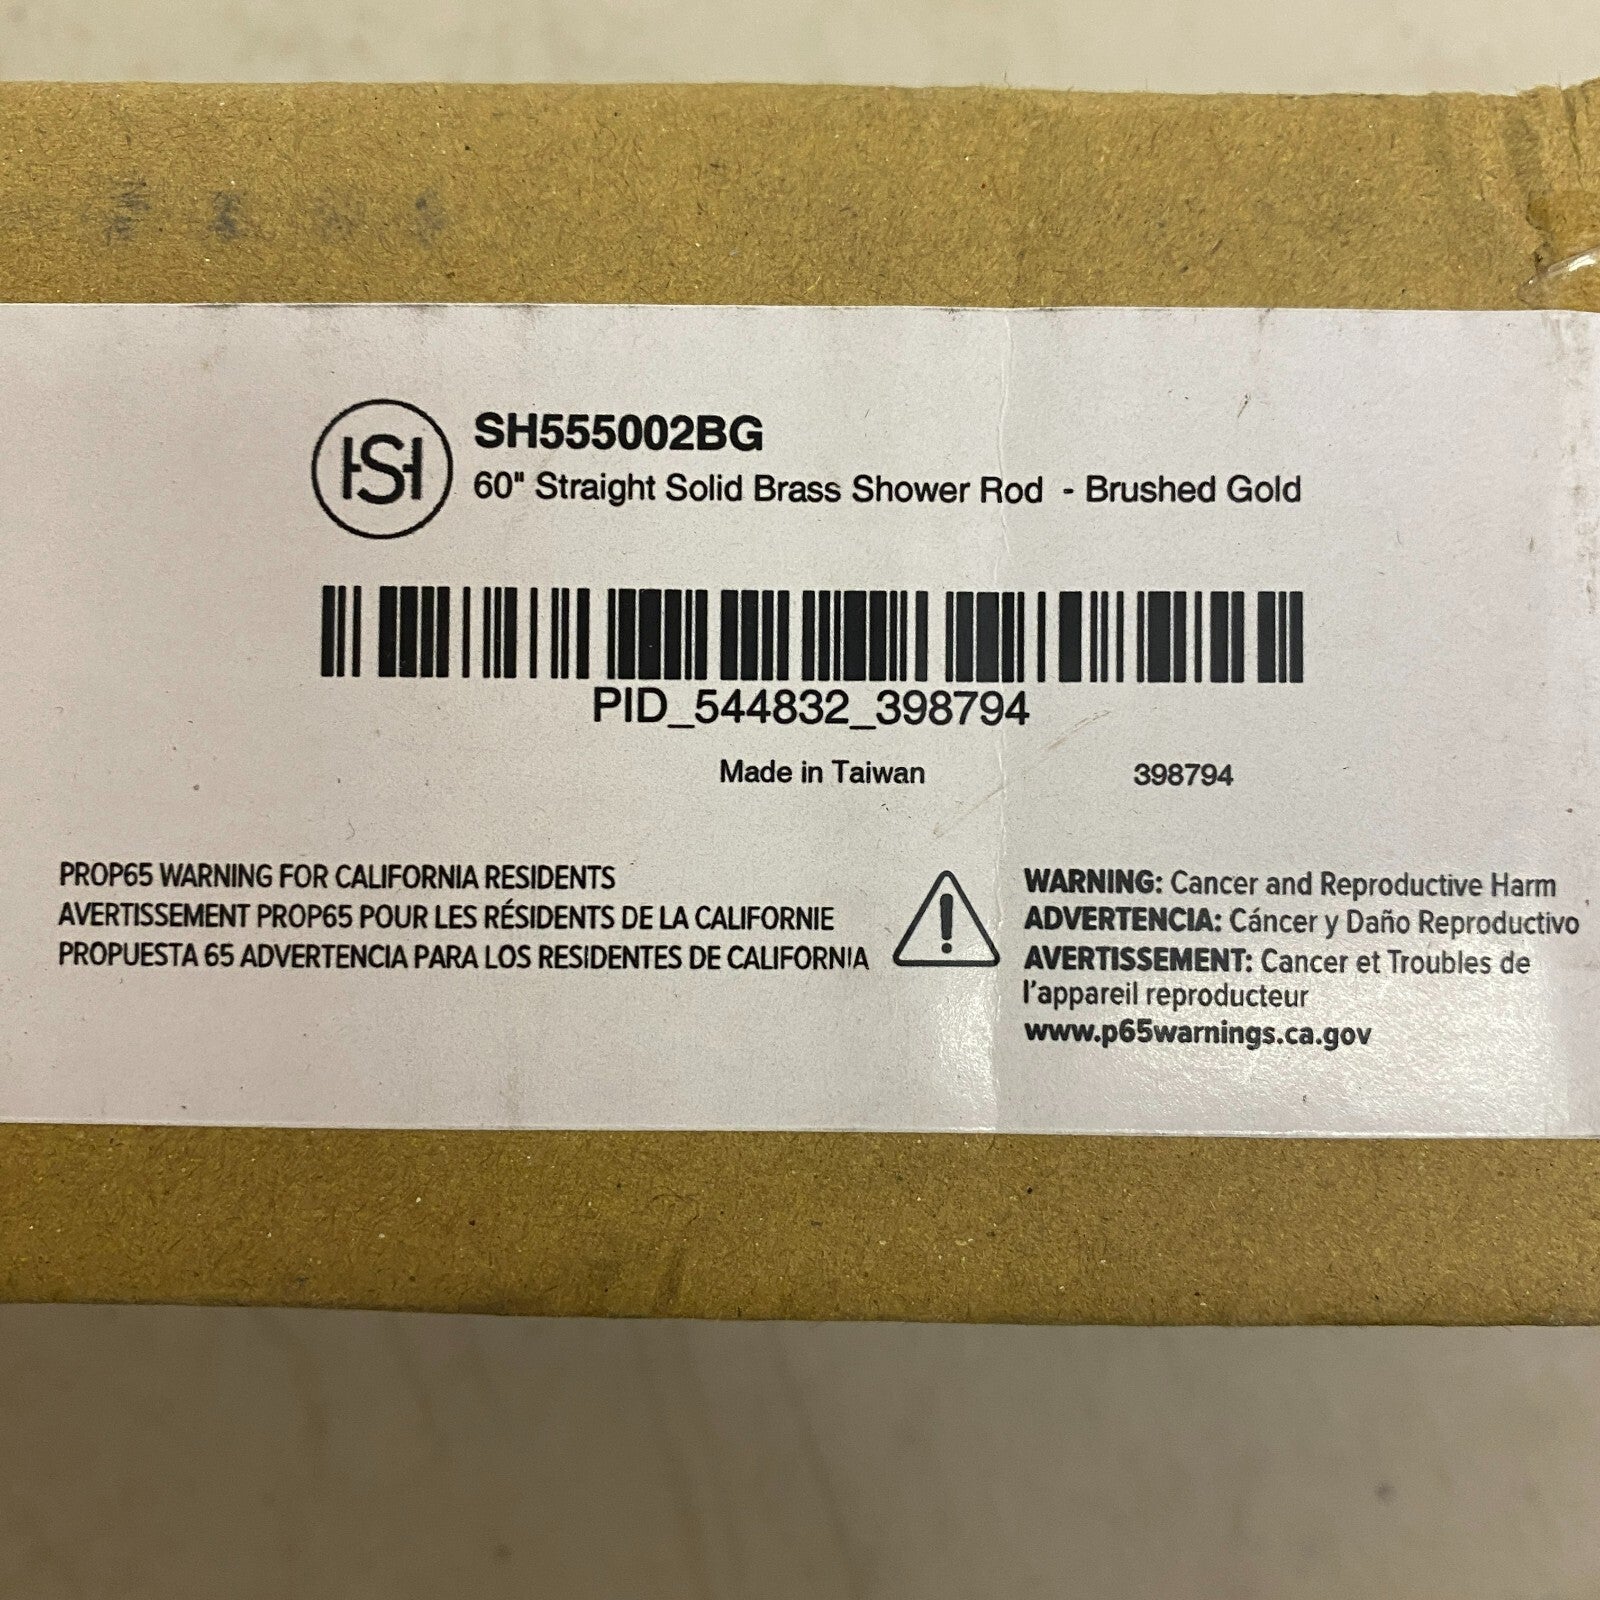 HSH
SH555002BG
60" Straight Solid Brass Shower Rod - Brushed Gold
PID_544832_398794
Made in Taiwan 398794
PROP65 WARNING FOR CALIFORNIA RESIDENTS
AVERTISSEMENT PROP65 POUR LES RÉSIDENTS DE LA CALIFORNIE
PROPUESTA 65 ADVERTENCIA PARA LOS RESIDENTES DE CALIFORNIA
WARNING: Cancer and Reproductive Harm
ADVERTENCIA: Cáncer y Daño Reproductivo
AVERTISSEMENT: Cancer et Troubles de
l'appareil reproducteur
www.p65warnings.ca.gov